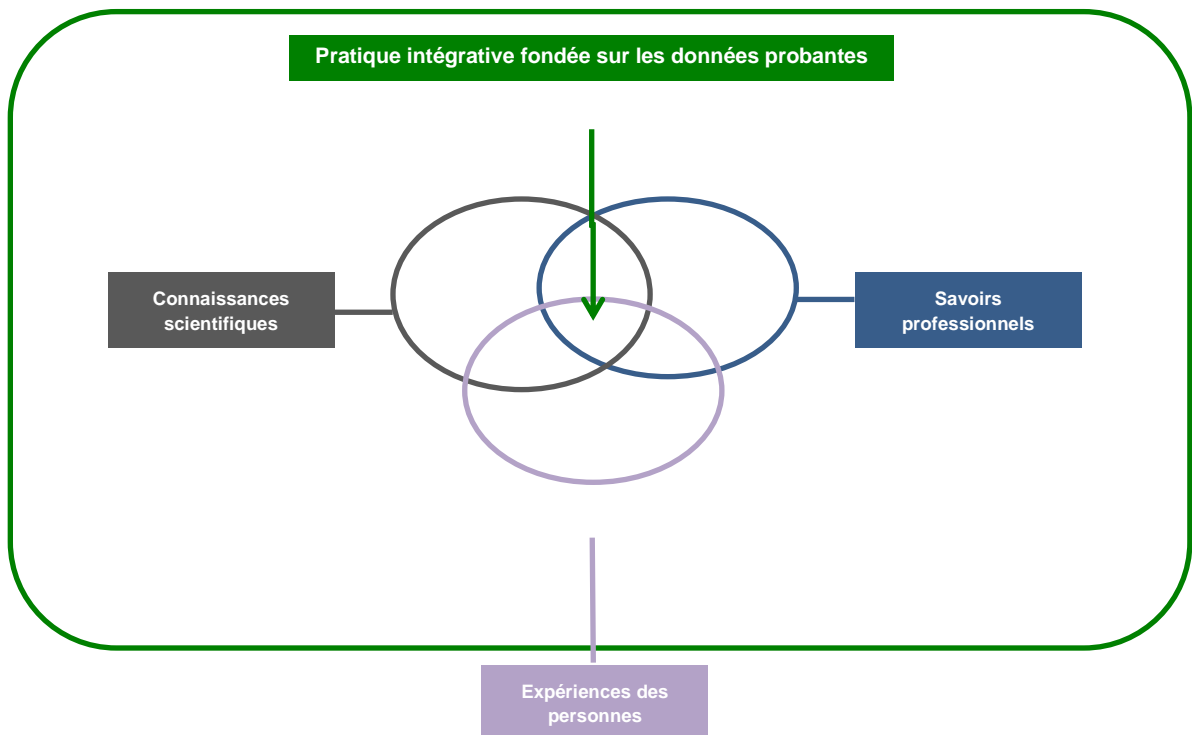 Pratique intégrative fondée sur les données probantes
Connaissances
scientifiques
Savoirs
professionnels
Expériences des
personnes